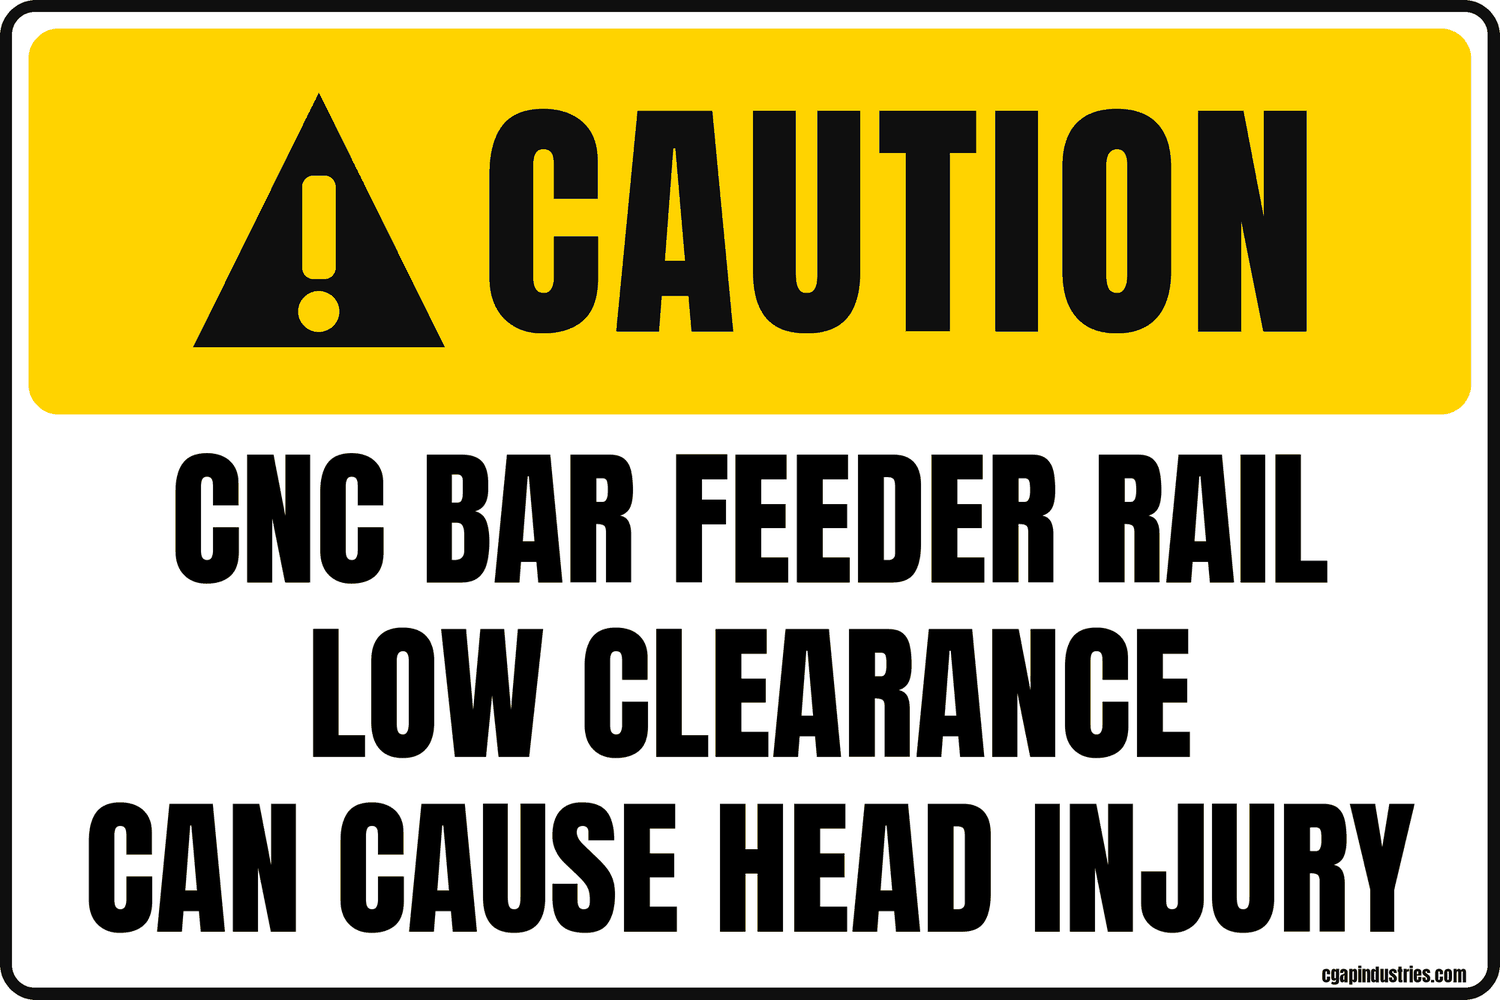 CAUTION
CNC BAR FEEDER RAIL
LOW CLEARANCE
CAN CAUSE HEAD INJURY
cgapindustries.com